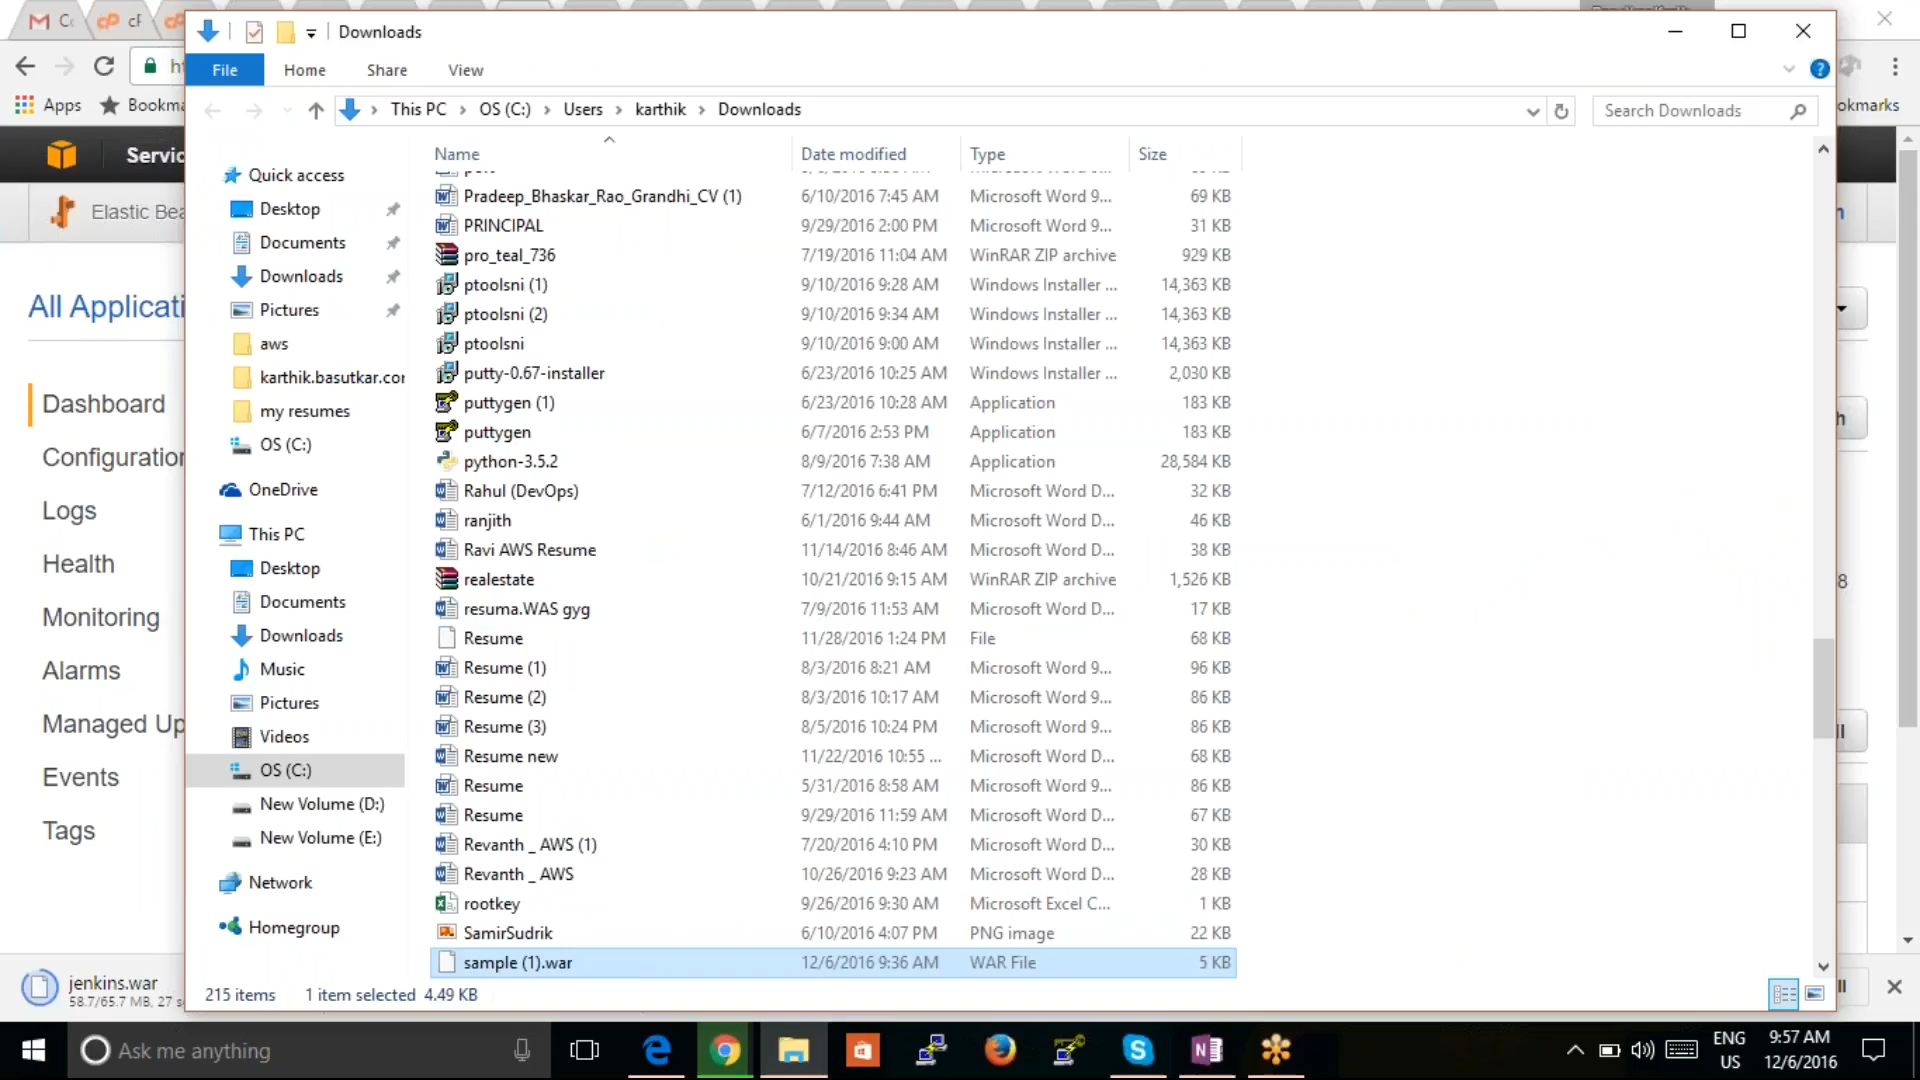 Downloads
File Home Share View
This PC OS (C:) Users karthik Downloads
Search Downloads
Apps Bookma
okmarks
Servic
Elastic Bea
All Applicati
Dashboard
Configuration
Logs
Health
Monitoring
Alarms
Managed Up
Events
Tags
Quick access
Desktop
Documents
Downloads
Pictures
aws
karthik.basutkar.cor
my resumes
OS (C:)
OneDrive
This PC
Desktop
Documents
Downloads
Music
Pictures
Videos
OS (C:)
New Volume (D:)
New Volume (E:)
Network
Homegroup
Name Date modified Type Size
Pradeep_Bhaskar_Rao_Grandhi_CV (1) 6/10/2016 7:45 AM Microsoft Word 9... 69 KB
PRINCIPAL 9/29/2016 2:00 PM Microsoft Word 9... 31 KB
pro_teal_736 7/19/2016 11:04 AM WinRAR ZIP archive 929 KB
ptoolsni (1) 9/10/2016 9:28 AM Windows Installer ... 14,363 KB
ptoolsni (2) 9/10/2016 9:34 AM Windows Installer ... 14,363 KB
ptoolsni 9/10/2016 9:00 AM Windows Installer ... 14,363 KB
putty-0.67-installer 6/23/2016 10:25 AM Windows Installer ... 2,030 KB
puttygen (1) 6/23/2016 10:28 AM Application 183 KB
puttygen 6/7/2016 2:53 PM Application 183 KB
python-3.5.2 8/9/2016 7:38 AM Application 28,584 KB
Rahul (DevOps) 7/12/2016 6:41 PM Microsoft Word D... 32 KB
ranjith 6/1/2016 9:44 AM Microsoft Word D... 46 KB
Ravi AWS Resume 11/14/2016 8:46 AM Microsoft Word D... 38 KB
realestate 10/21/2016 9:15 AM WinRAR ZIP archive 1,526 KB
resuma.WAS gyg 7/9/2016 11:53 AM Microsoft Word D... 17 KB
Resume 11/28/2016 1:24 PM File 68 KB
Resume (1) 8/3/2016 8:21 AM Microsoft Word 9... 96 KB
Resume (2) 8/3/2016 10:17 AM Microsoft Word 9... 86 KB
Resume (3) 8/5/2016 10:24 PM Microsoft Word 9... 86 KB
Resume new 11/22/2016 10:55 ... Microsoft Word D... 68 KB
Resume 5/31/2016 8:58 AM Microsoft Word 9... 86 KB
Resume 9/29/2016 11:59 AM Microsoft Word D... 67 KB
Revanth _ AWS (1) 7/20/2016 4:10 PM Microsoft Word D... 30 KB
Revanth _ AWS 10/26/2016 9:23 AM Microsoft Word D... 28 KB
rootkey 9/26/2016 9:30 AM Microsoft Excel C... 1 KB
SamirSudrik 6/10/2016 4:07 PM PNG image 22 KB
sample (1).war 12/6/2016 9:36 AM WAR File 5 KB
215 items 1 item selected 4.49 KB
jenkins.war
58.7/65.7 MB, 27 s
Ask me anything
ENG
US
9:57 AM
12/6/2016